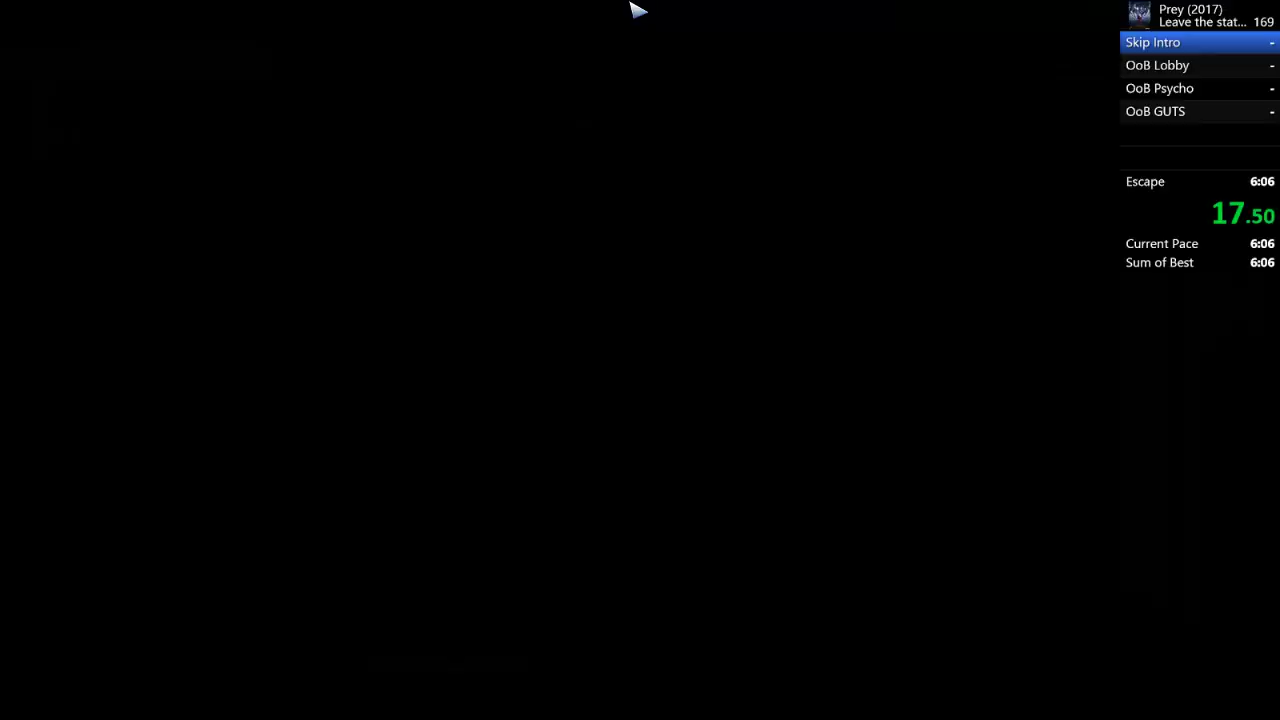 Prey (2017)
Leave the stat... 169
Skip Intro -
OoB Lobby -
OoB Psycho -
OoB GUTS -
Escape 6:06
17.50
Current Pace 6:06
Sum of Best 6:06